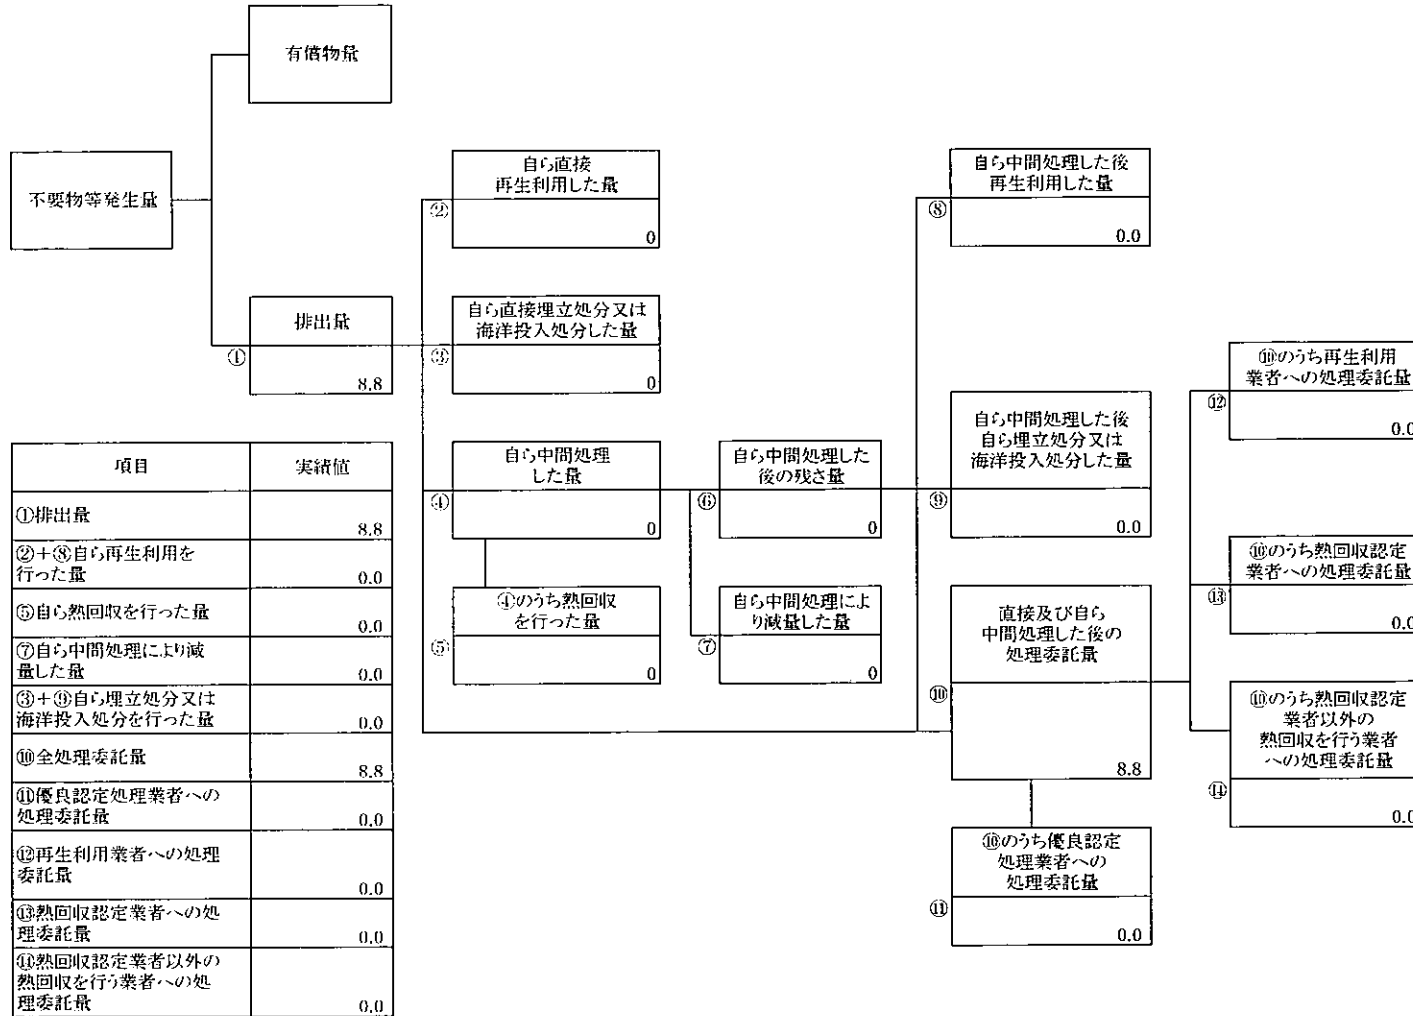 有償物量
不要物等発生量
自ら直接
再生利用した量
②
0
自ら中間処理した後
再生利用した量
⑧
0.0
排出量
①
8.8
自ら直接埋立処分又は
海洋投入処分した量
③
0
⑩のうち再生利用
業者への処理委託量
⑫
0.0
自ら中間処理
した量
④
0
自ら中間処理した
後の残さ量
⑥
0
自ら中間処理した後
自ら埋立処分又は
海洋投入処分した量
⑨
0.0
⑩のうち熱回収認定
業者への処理委託量
⑬
0.0
④のうち熱回収
を行った量
⑤
0
自ら中間処理によ
り減量した量
⑦
0
直接及び自ら
中間処理した後の
処理委託量
⑩
8.8
⑩のうち熱回収認定
業者以外の
熱回収を行う業者
への処理委託量
⑭
0.0
⑩のうち優良認定
処理業者への
処理委託量
⑪
0.0
項目 実績値
①排出量 8.8
②+⑧自ら再生利用を
行った量 0.0
⑤自ら熱回収を行った量 0.0
⑦自ら中間処理により減
量した量 0.0
③+⑨自ら埋立処分又は
海洋投入処分を行った量 0.0
⑩全処理委託量 8.8
⑪優良認定処理業者への
処理委託量 0.0
⑫再生利用業者への処理
委託量 0.0
⑬熱回収認定業者への処
理委託量 0.0
⑭熱回収認定業者以外の
熱回収を行う業者への処
理委託量 0.0